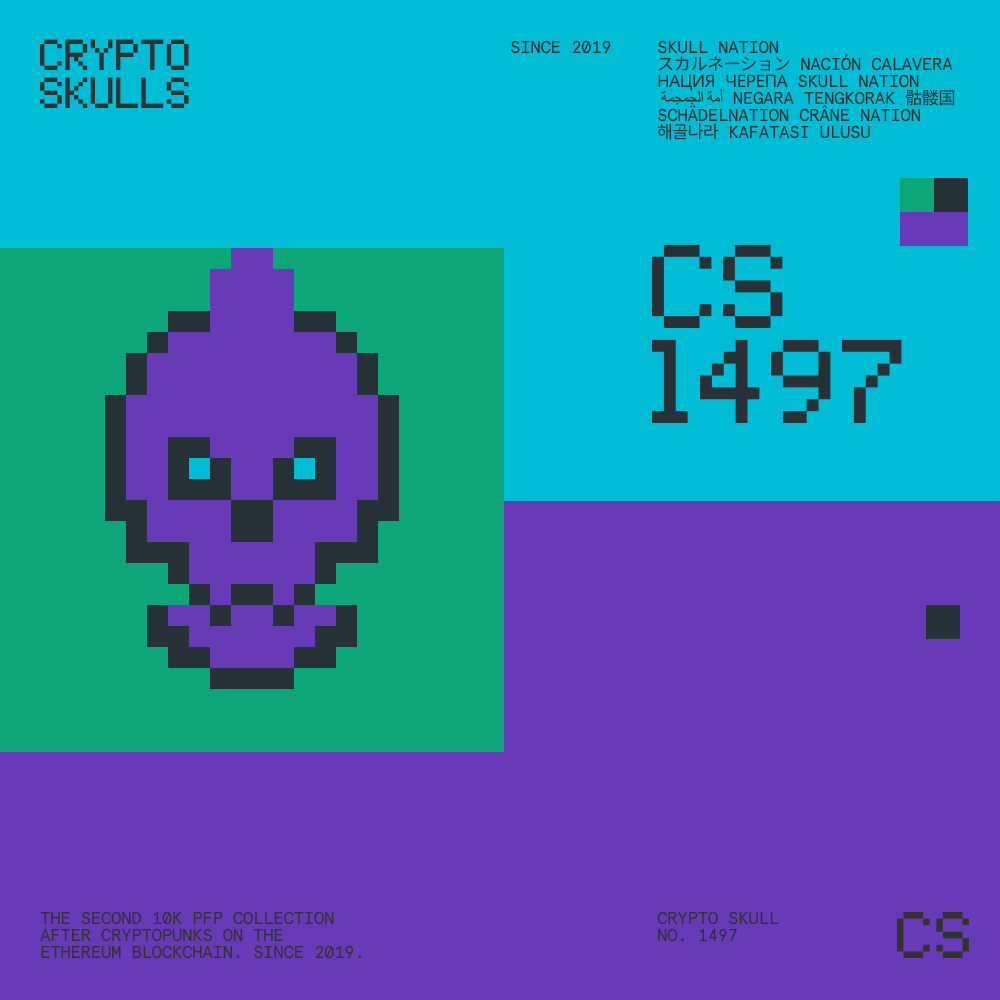 CRYPTO
SKULLS
SINCE 2019
SKULL NATION
スカルネーション NACIÓN CALAVERA
НАЦИЯ ЧЕРЕПА SKULL NATION
أمة الجمجمة NEGARA TENGKORAK 骷髅国
SCHÄDELNATION CRÂNE NATION
해골나라 KAFATASI ULUSU
CS
1497
THE SECOND 10K PFP COLLECTION
AFTER CRYPTOPUNKS ON THE
ETHEREUM BLOCKCHAIN. SINCE 2019.
CRYPTO SKULL
NO. 1497
CS